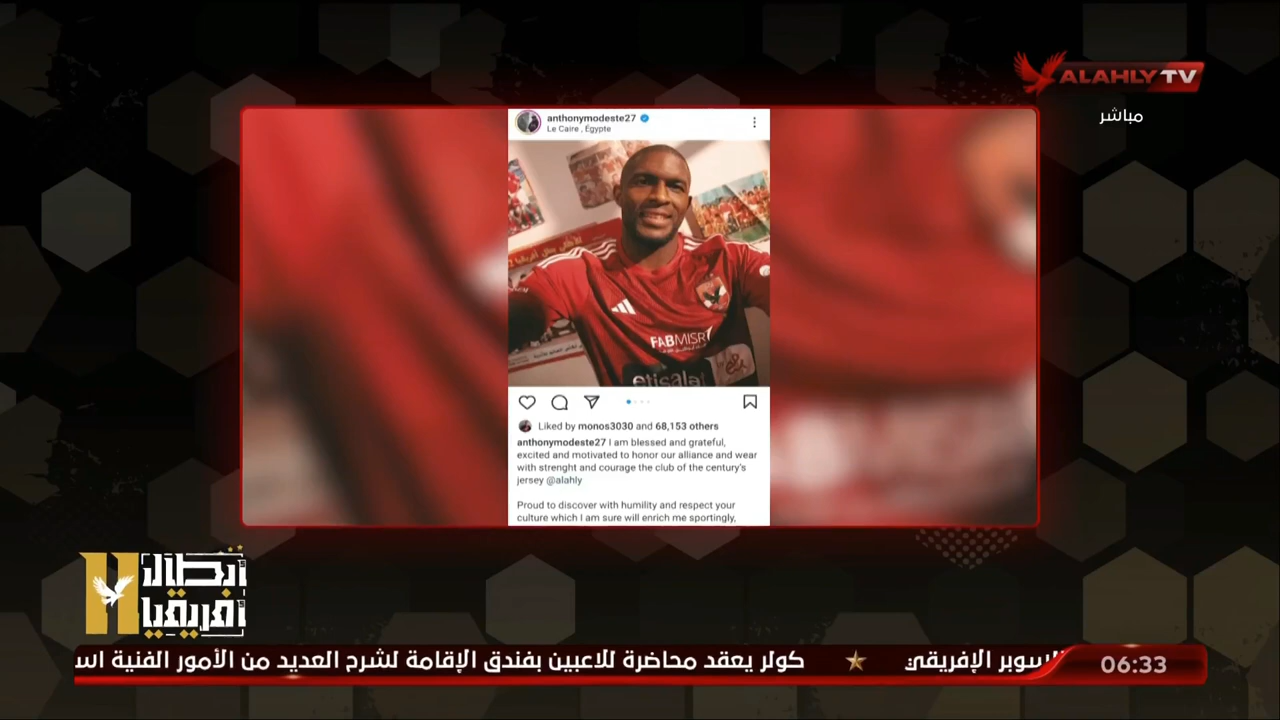 ALAHLY TV
مباشر
anthonymodeste27
Le Caire , Égypte
FABMISR
etisalat
Liked by monos3030 and 68,153 others
anthonymodeste27 I am blessed and grateful,
excited and motivated to honor our alliance and wear
with strenght and courage the club of the century's
jersey @alahly
Proud to discover with humility and respect your
culture which I am sure will enrich me sportingly,
11
أبطال
أفريقيا
السوبر الإفريقي
كولر يعقد محاضرة للاعبين بفندق الإقامة لشرح العديد من الأمور الفنية اس
06:33